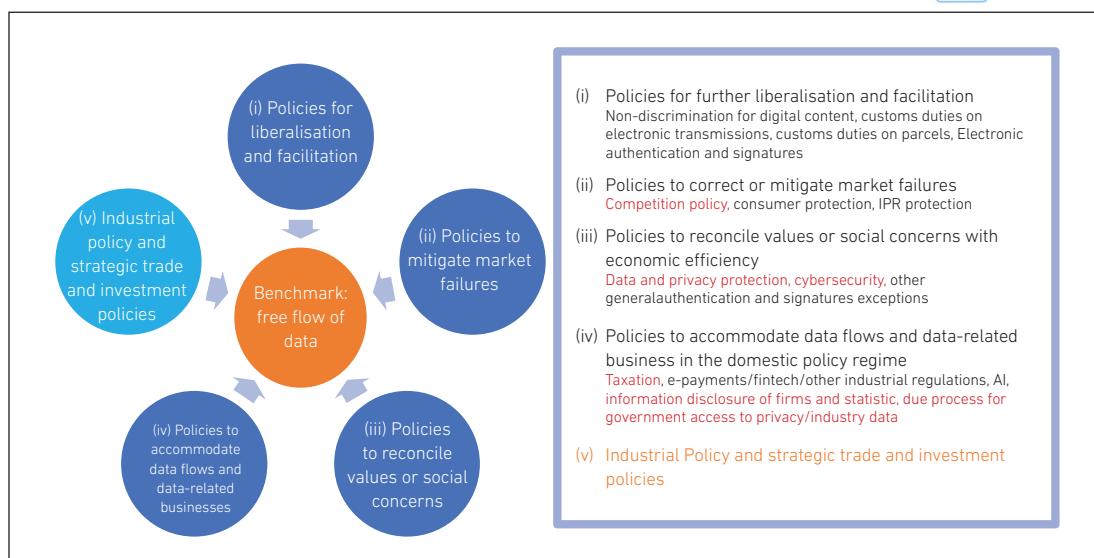 (i) Policies for
liberalisation
and facilitation
(v) Industrial
policy and
strategic trade
and investment
policies
(ii) Policies to
mitigate market
failures
Benchmark:
free flow of
data
(iv) Policies to
accommodate
data flows and
data-related
businesses
(iii) Policies
to reconcile
values or social
concerns
(i) Policies for further liberalisation and facilitation
Non-discrimination for digital content, customs duties on
electronic transmissions, customs duties on parcels, Electronic
authentication and signatures
(ii) Policies to correct or mitigate market failures
Competition policy, consumer protection, IPR protection
(iii) Policies to reconcile values or social concerns with
economic efficiency
Data and privacy protection, cybersecurity, other
generalauthentication and signatures exceptions
(iv) Policies to accommodate data flows and data-related
business in the domestic policy regime
Taxation, e-payments/fintech/other industrial regulations, AI,
information disclosure of firms and statistic, due process for
government access to privacy/industry data
(v) Industrial Policy and strategic trade and investment
policies